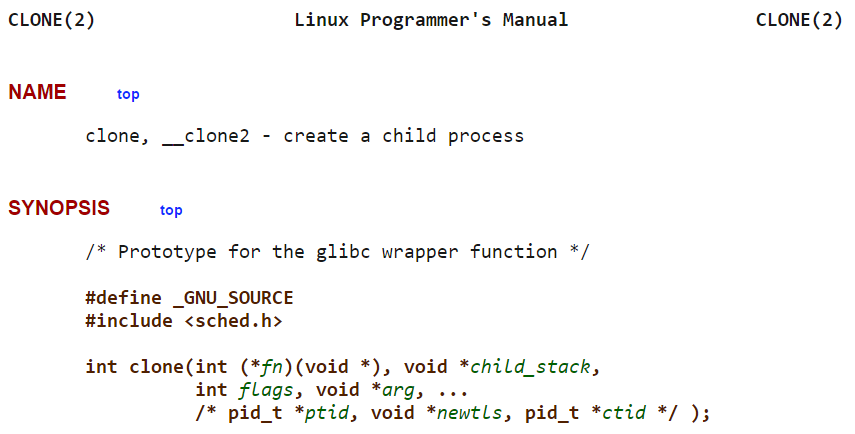 CLONE(2) Linux Programmer's Manual CLONE(2)
NAME top
clone, __clone2 - create a child process
SYNOPSIS top
/* Prototype for the glibc wrapper function */
#define _GNU_SOURCE
#include <sched.h>
int clone(int (*fn)(void *), void *child_stack,
int flags, void *arg, ...
/* pid_t *ptid, void *newtls, pid_t *ctid */ );